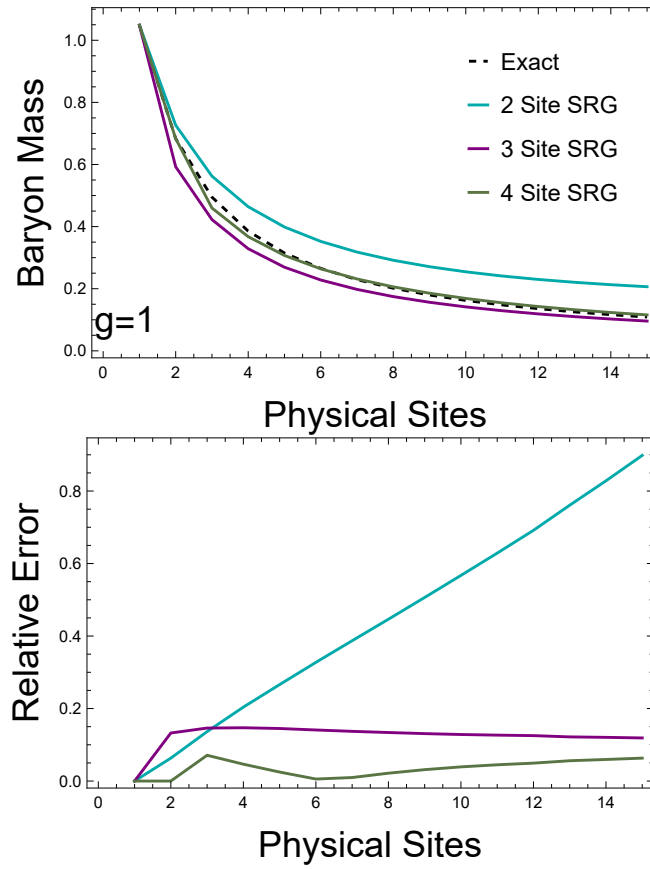 1.0
0.8
0.6
0.4
0.2
0.0
Baryon Mass
Exact
2 Site SRG
3 Site SRG
4 Site SRG
g=1
0 2 4 6 8 10 12 14
Physical Sites
0.8
0.6
0.4
0.2
0.0
Relative Error
0 2 4 6 8 10 12 14
Physical Sites